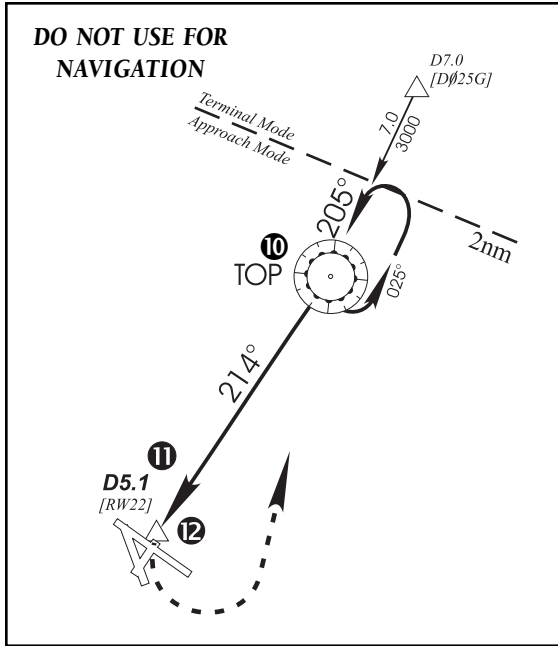 DO NOT USE FOR
NAVIGATION
D7.0
[DØ25G]
Terminal Mode
Approach Mode
7.0
3000
2nm
205°
10
TOP
025°
214°
11
D5.1
[RW22]
12